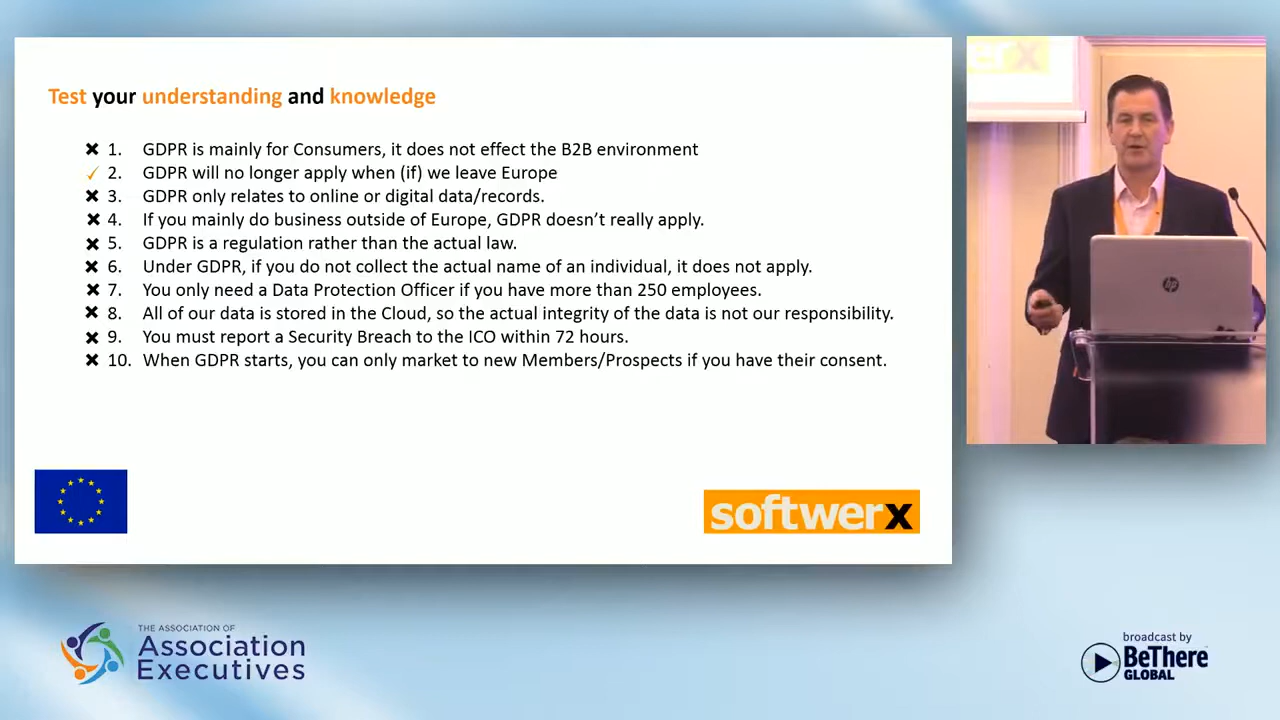 Test your understanding and knowledge
✖ 1. GDPR is mainly for Consumers, it does not effect the B2B environment
✓ 2. GDPR will no longer apply when (if) we leave Europe
✖ 3. GDPR only relates to online or digital data/records.
✖ 4. If you mainly do business outside of Europe, GDPR doesn’t really apply.
✖ 5. GDPR is a regulation rather than the actual law.
✖ 6. Under GDPR, if you do not collect the actual name of an individual, it does not apply.
✖ 7. You only need a Data Protection Officer if you have more than 250 employees.
✖ 8. All of our data is stored in the Cloud, so the actual integrity of the data is not our responsibility.
✖ 9. You must report a Security Breach to the ICO within 72 hours.
✖ 10. When GDPR starts, you can only market to new Members/Prospects if you have their consent.
softwerx
erx
hp
THE ASSOCIATION OF
Association
Executives
broadcast by
BeThere
GLOBAL